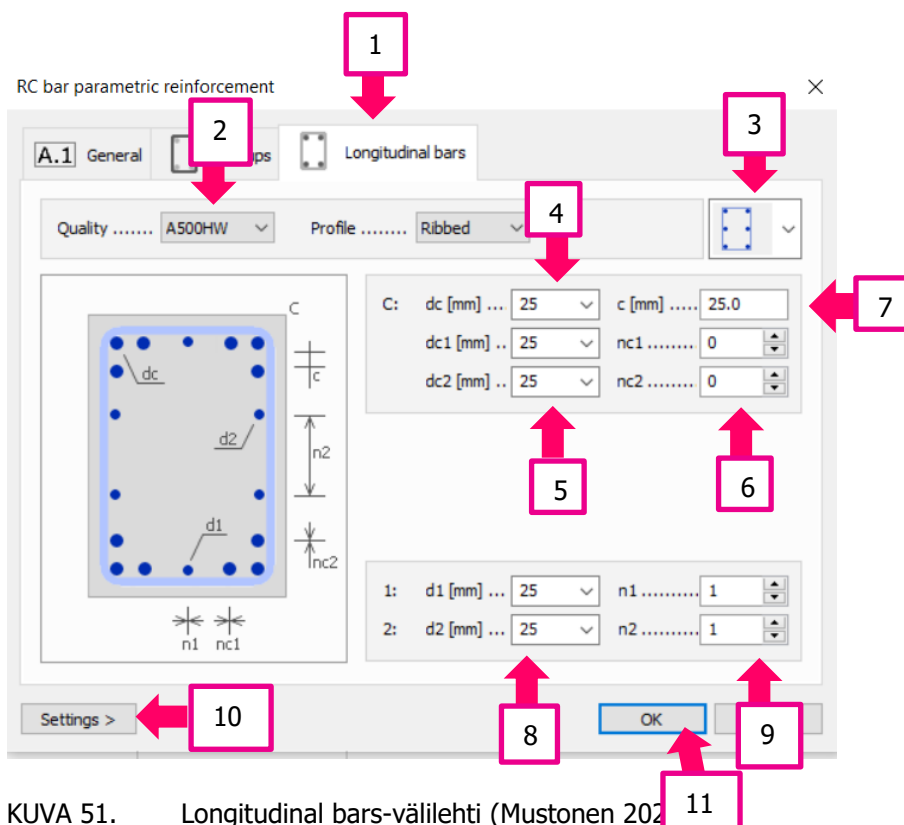 1
RC bar parametric reinforcement
2
3
A.1 General
ups
Longitudinal bars
4
Quality ....... A500HW
Profile ........ Ribbed
7
C
C: dc [mm] ... 25 c [mm] ..... 25.0
dc1 [mm] .. 25 nc1 ......... 0
dc2 [mm] .. 25 nc2 ......... 0
dc
c
d2
n2
5
6
d1
nc2
n1 nc1
1: d1 [mm] ... 25 n1 .......... 1
2: d2 [mm] ... 25 n2 .......... 1
Settings >
10
8
OK
9
11
KUVA 51. Longitudinal bars-välilehti (Mustonen 202